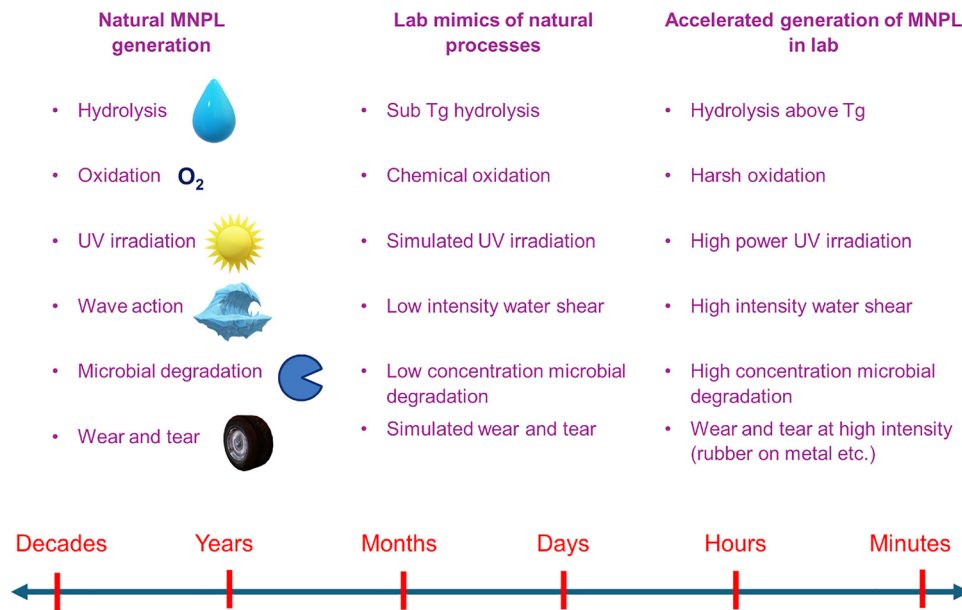 Natural MNPL
generation
Lab mimics of natural
processes
Accelerated generation of MNPL
in lab
• Hydrolysis
• Sub Tg hydrolysis
• Hydrolysis above Tg
• Oxidation O₂
• Chemical oxidation
• Harsh oxidation
• UV irradiation
• Simulated UV irradiation
• High power UV irradiation
• Wave action
• Low intensity water shear
• High intensity water shear
• Microbial degradation
• Low concentration microbial
degradation
• High concentration microbial
degradation
• Wear and tear
• Simulated wear and tear
• Wear and tear at high intensity
(rubber on metal etc.)
Decades Years Months Days Hours Minutes